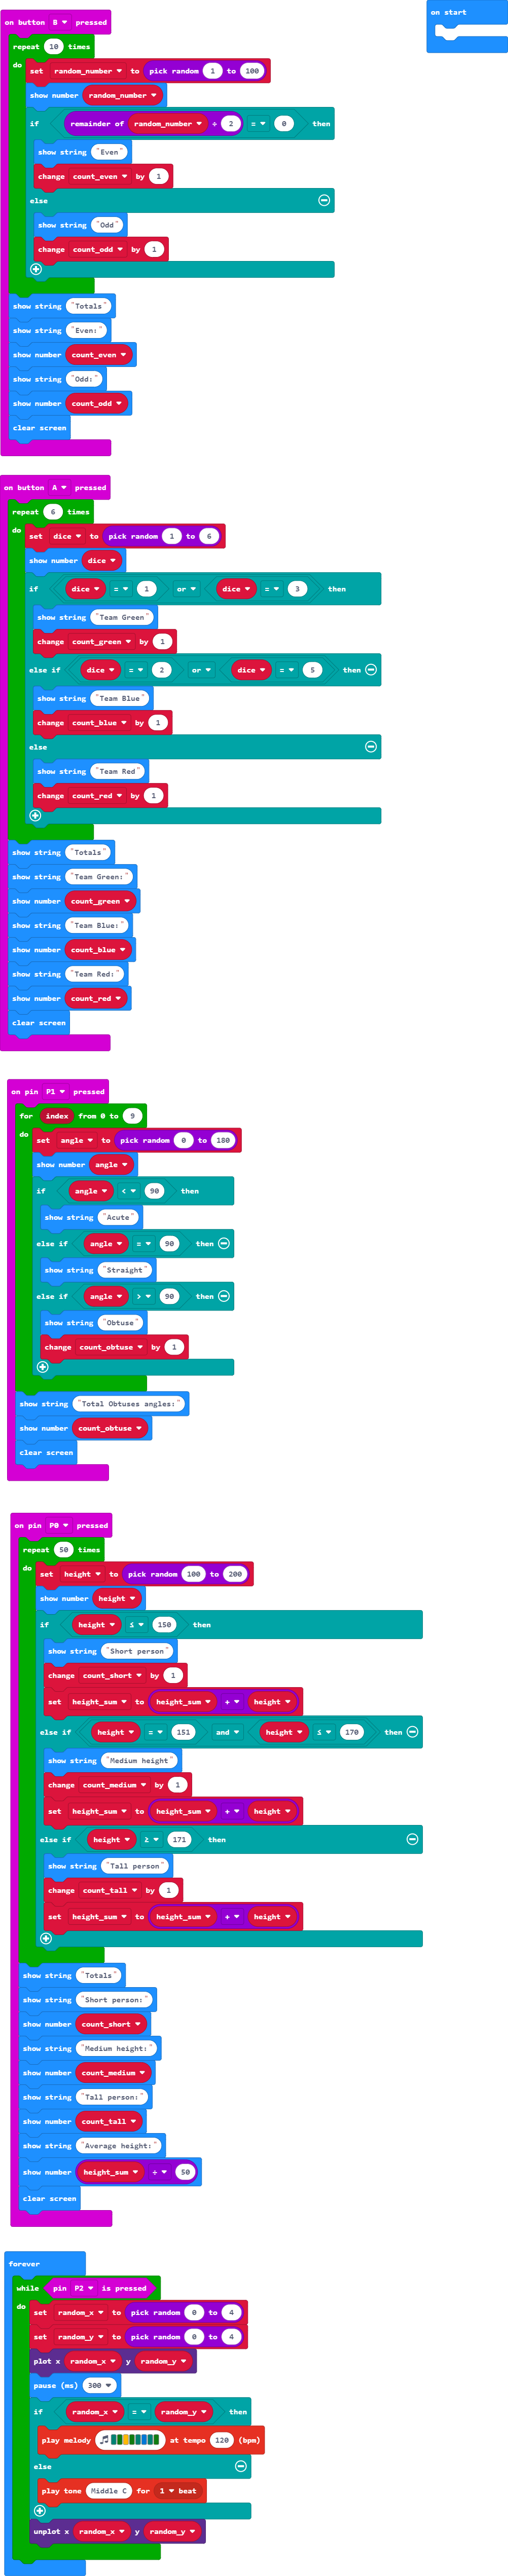 on start
on button B pressed
repeat 10 times
do
set random_number to pick random 1 to 100
show number random_number
if remainder of random_number ÷ 2 = 0 then
show string "Even"
change count_even by 1
else
show string "Odd"
change count_odd by 1
show string "Totals"
show string "Even:"
show number count_even
show string "Odd:"
show number count_odd
clear screen
on button A pressed
repeat 6 times
do
set dice to pick random 1 to 6
show number dice
if dice = 1 or dice = 3 then
show string "Team Green"
change count_green by 1
else if dice = 2 or dice = 5 then
show string "Team Blue"
change count_blue by 1
else
show string "Team Red"
change count_red by 1
show string "Totals"
show string "Team Green:"
show number count_green
show string "Team Blue:"
show number count_blue
show string "Team Red:"
show number count_red
clear screen
on pin P1 pressed
for index from 0 to 9
do
set angle to pick random 0 to 180
show number angle
if angle < 90 then
show string "Acute"
else if angle = 90 then
show string "Straight"
else if angle > 90 then
show string "Obtuse"
change count_obtuse by 1
show string "Total Obtuses angles:"
show number count_obtuse
clear screen
on pin P0 pressed
repeat 50 times
do
set height to pick random 100 to 200
show number height
if height ≤ 150 then
show string "Short person"
change count_short by 1
set height_sum to height_sum + height
else if height = 151 and height ≤ 170 then
show string "Medium height"
change count_medium by 1
set height_sum to height_sum + height
else if height ≥ 171 then
show string "Tall person"
change count_tall by 1
set height_sum to height_sum + height
show string "Totals"
show string "Short person:"
show number count_short
show string "Medium height:"
show number count_medium
show string "Tall person:"
show number count_tall
show string "Average height:"
show number height_sum ÷ 50
clear screen
forever
while pin P2 is pressed
do
set random_x to pick random 0 to 4
set random_y to pick random 0 to 4
plot x random_x y random_y
pause (ms) 300
if random_x = random_y then
play melody at tempo 120 (bpm)
else
play tone Middle C for 1 beat
unplot x random_x y random_y